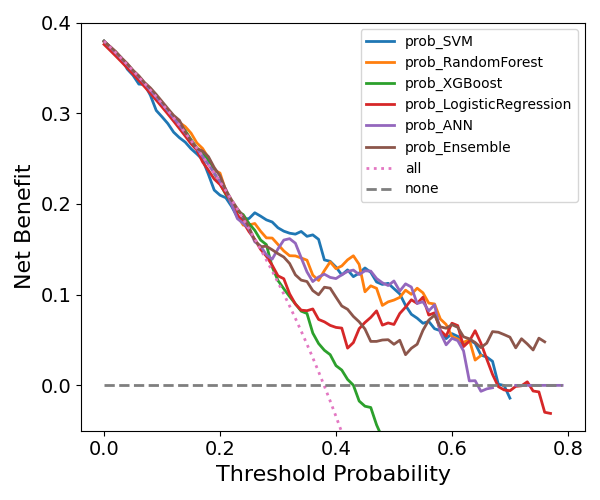 Net Benefit
0.4
0.3
0.2
0.1
0.0
prob_SVM
prob_RandomForest
prob_XGBoost
prob_LogisticRegression
prob_ANN
prob_Ensemble
all
none
0.0 0.2 0.4 0.6 0.8
Threshold Probability